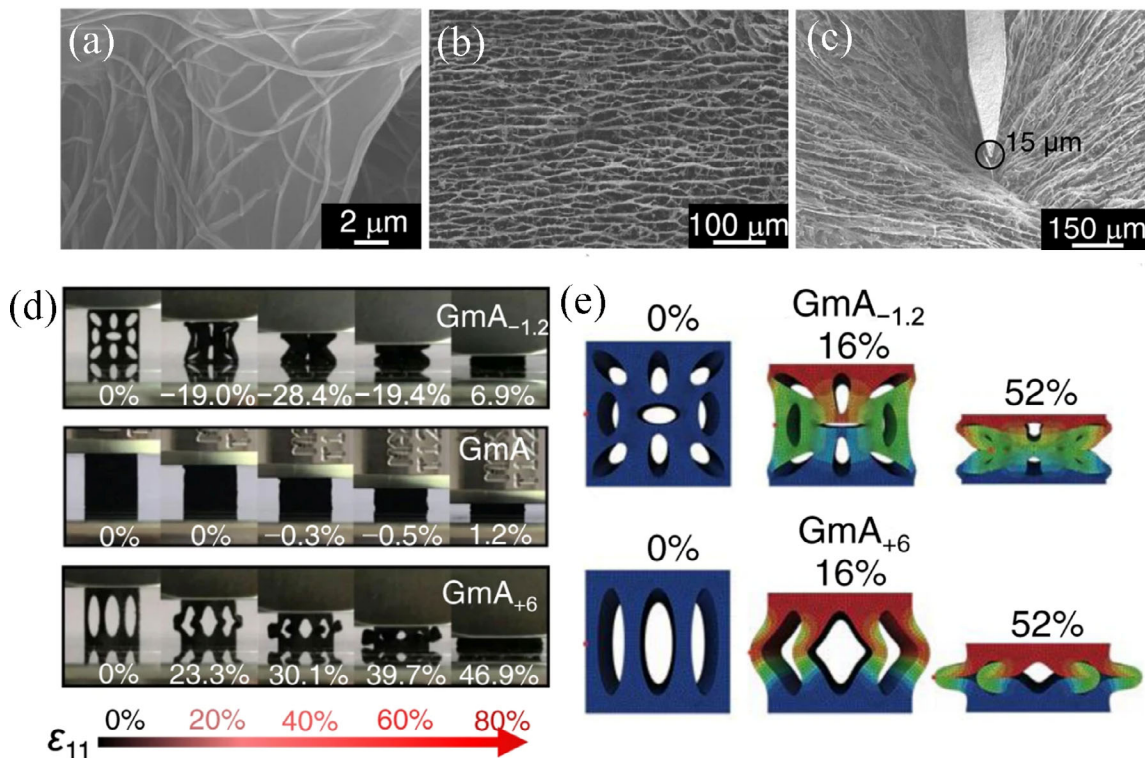 (a)
2 μm
(b)
100 μm
(c)
15 μm
150 μm
(d)
GmA₋₁.₂
0% −19.0% −28.4% −19.4% 6.9%
GmA
0% 0% −0.3% −0.5% 1.2%
GmA₊₆
0% 23.3% 30.1% 39.7% 46.9%
0% 20% 40% 60% 80%
ε₁₁
(e)
GmA₋₁.₂
0% 16% 52%
GmA₊₆
0% 16% 52%